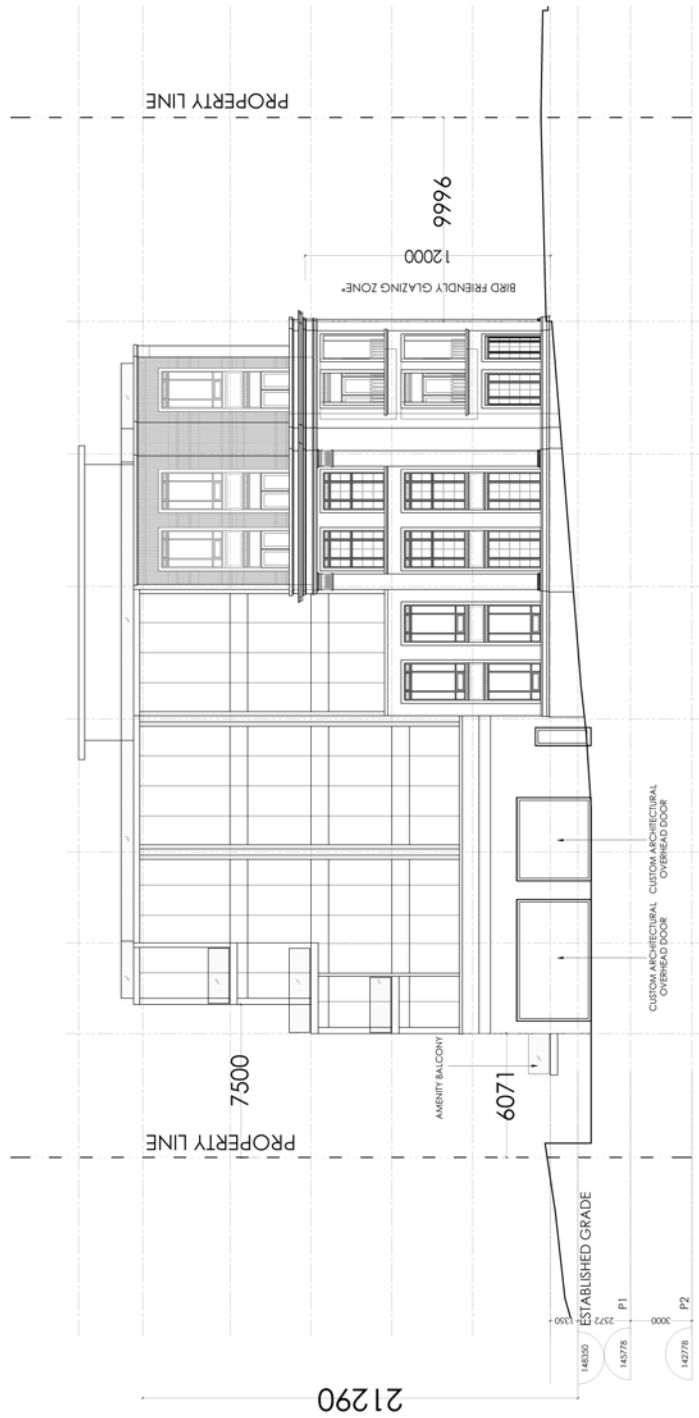 PROPERTY LINE
9996
12000
BIRD FRIENDLY GLAZING ZONE*
CUSTOM ARCHITECTURAL
OVERHEAD DOOR
CUSTOM ARCHITECTURAL
OVERHEAD DOOR
7500
AMENITY BALCONY
6071
PROPERTY LINE
ESTABLISHED GRADE
P1
P2
1350
2572
3000
148350
145778
142778
21290